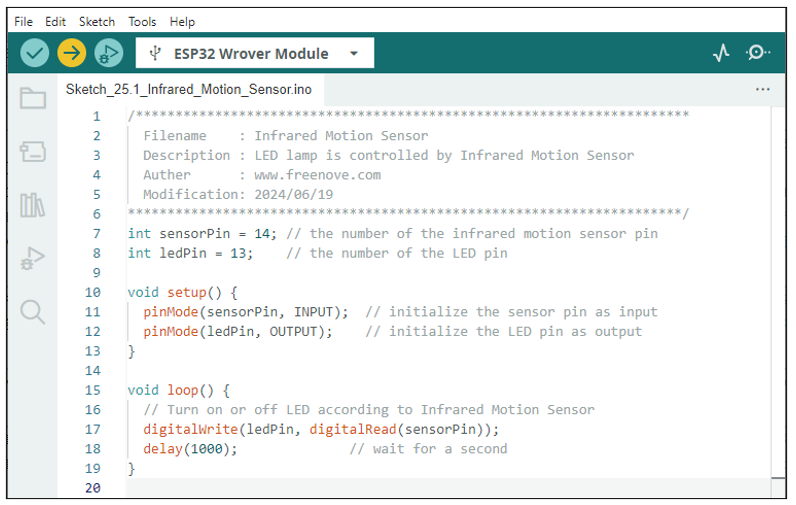 File Edit Sketch Tools Help
ESP32 Wrover Module
Sketch_25.1_Infrared_Motion_Sensor.ino
...
1 /**********************************************************************
2   Filename    : Infrared Motion Sensor
3   Description : LED lamp is controlled by Infrared Motion Sensor
4   Auther      : www.freenove.com
5   Modification: 2024/06/19
6 **********************************************************************/
7 int sensorPin = 14; // the number of the infrared motion sensor pin
8 int ledPin = 13;    // the number of the LED pin
9
10 void setup() {
11   pinMode(sensorPin, INPUT);  // initialize the sensor pin as input
12   pinMode(ledPin, OUTPUT);    // initialize the LED pin as output
13 }
14
15 void loop() {
16   // Turn on or off LED according to Infrared Motion Sensor
17   digitalWrite(ledPin, digitalRead(sensorPin));
18   delay(1000);              // wait for a second
19 }
20